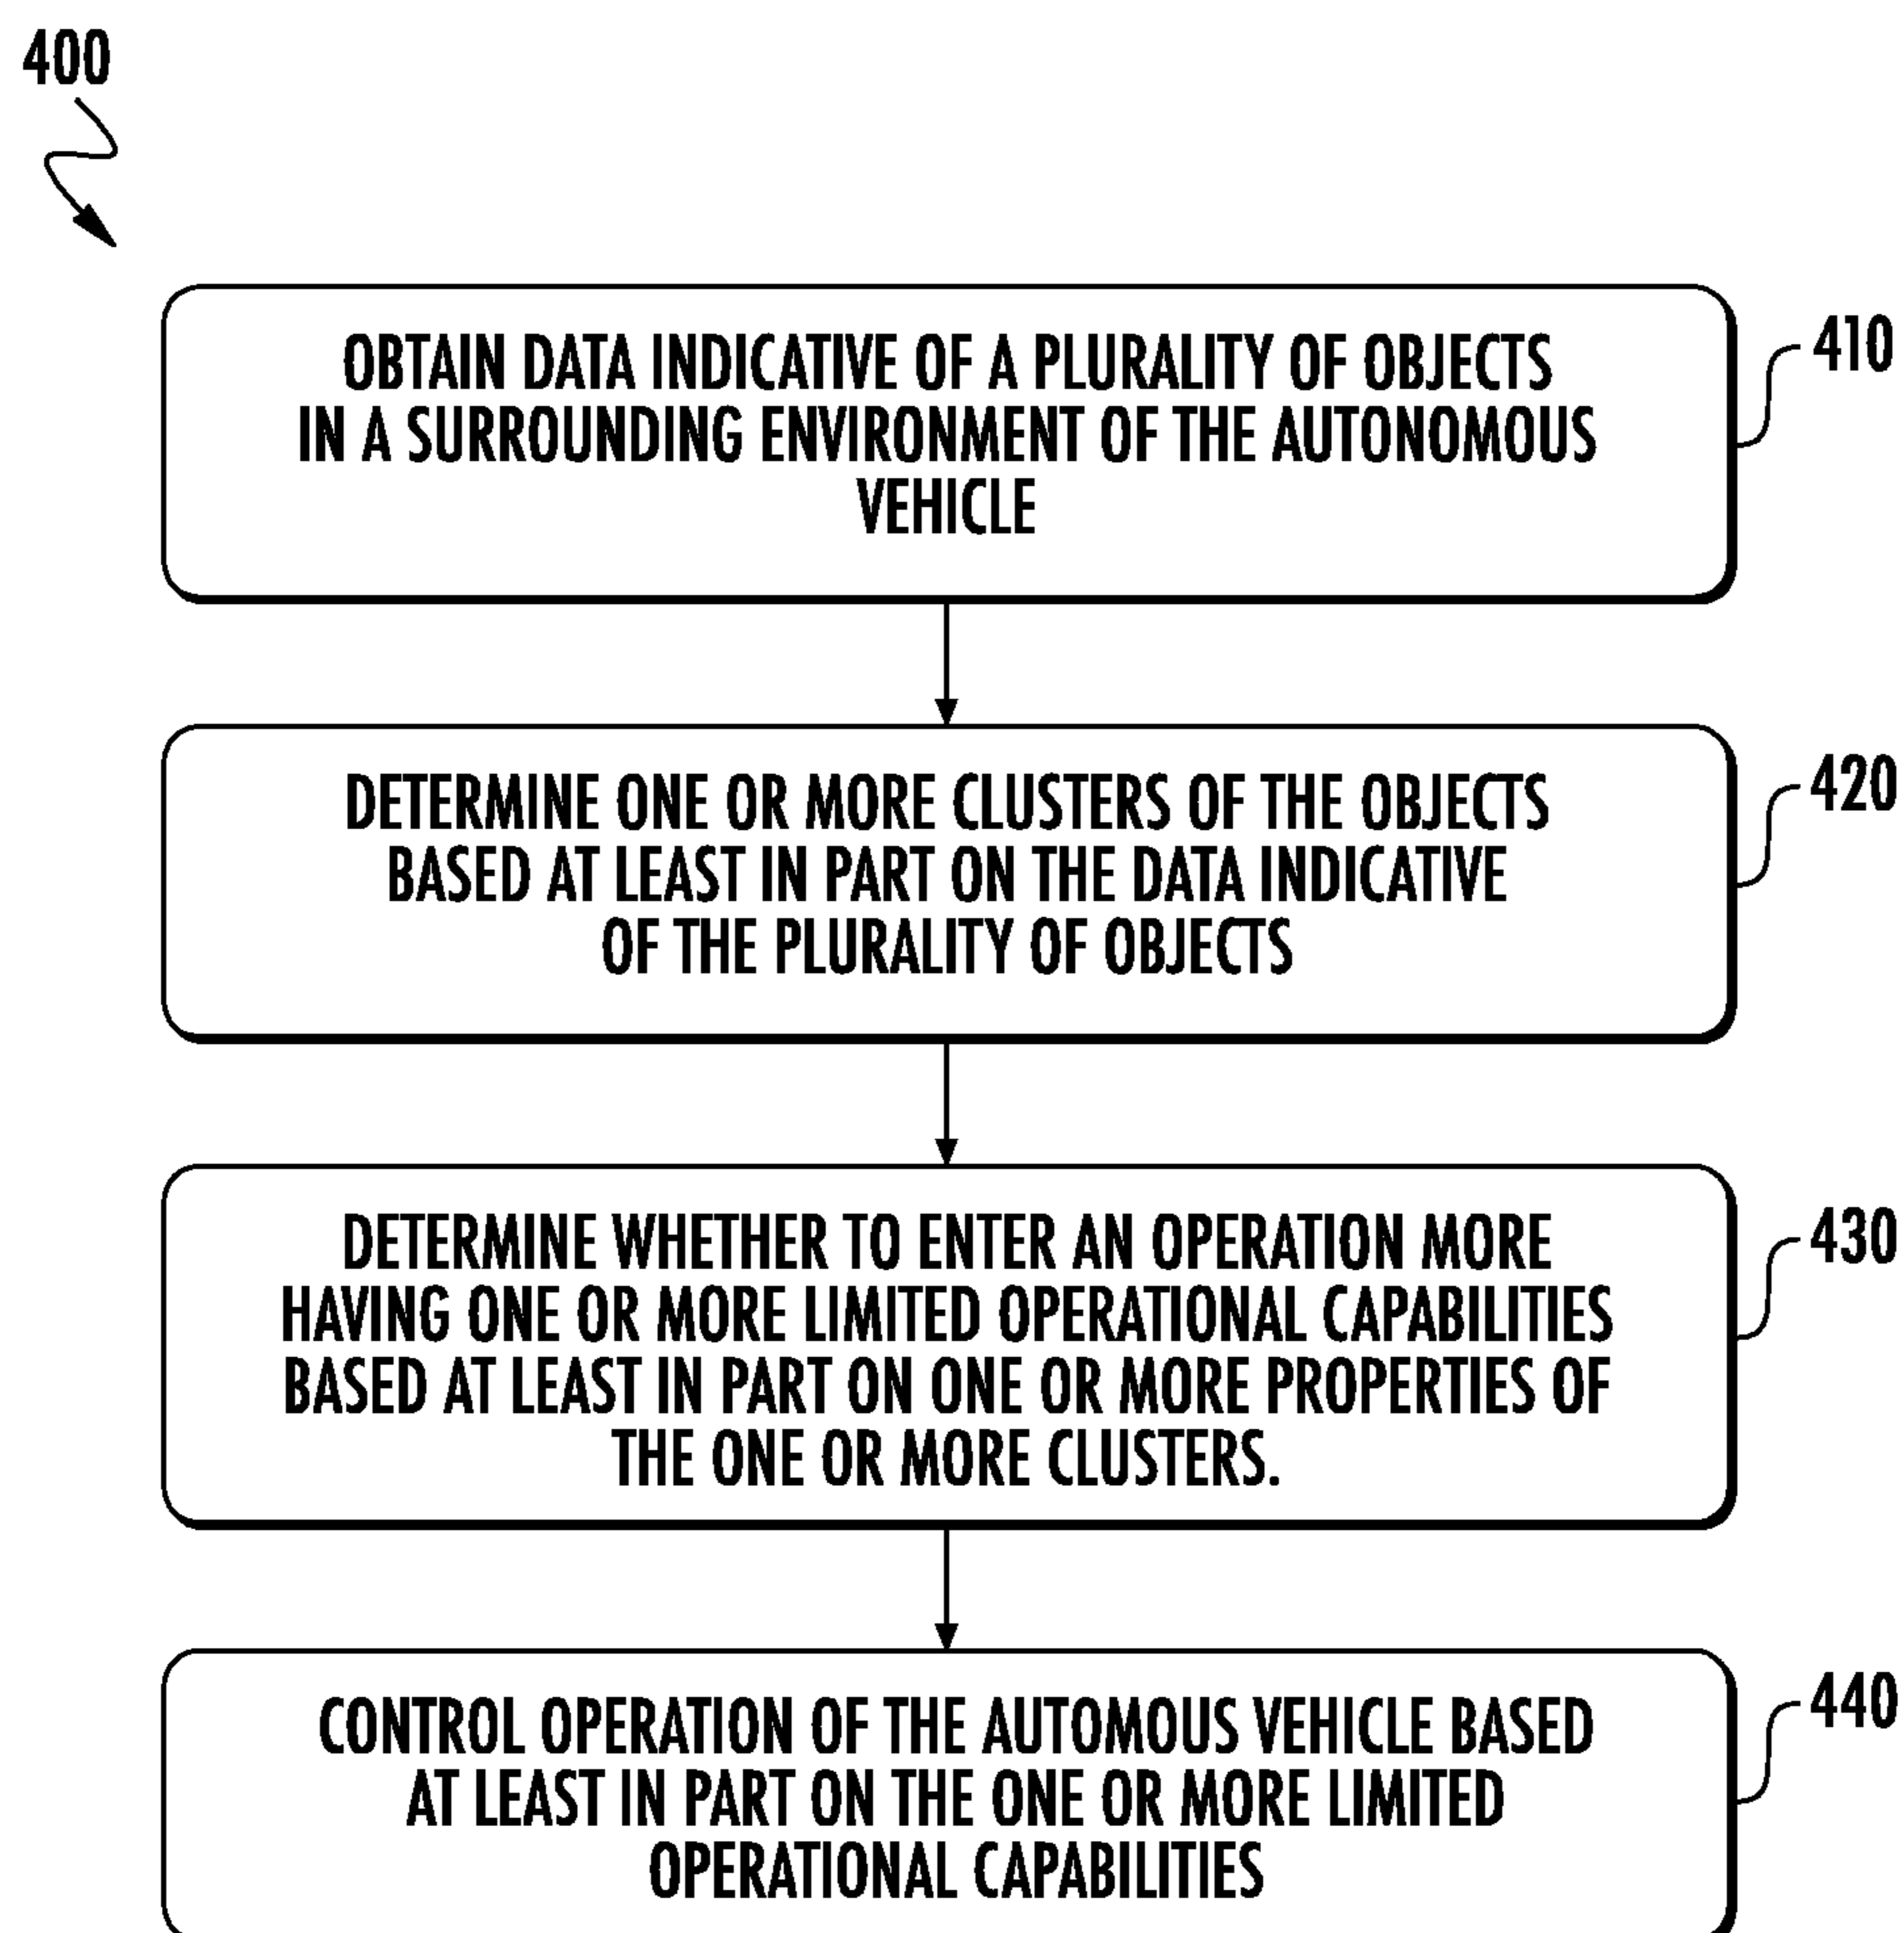 400
OBTAIN DATA INDICATIVE OF A PLURALITY OF OBJECTS
IN A SURROUNDING ENVIRONMENT OF THE AUTONOMOUS
VEHICLE
410
DETERMINE ONE OR MORE CLUSTERS OF THE OBJECTS
BASED AT LEAST IN PART ON THE DATA INDICATIVE
OF THE PLURALITY OF OBJECTS
420
DETERMINE WHETHER TO ENTER AN OPERATION MORE
HAVING ONE OR MORE LIMITED OPERATIONAL CAPABILITIES
BASED AT LEAST IN PART ON ONE OR MORE PROPERTIES OF
THE ONE OR MORE CLUSTERS.
430
CONTROL OPERATION OF THE AUTOMOUS VEHICLE BASED
AT LEAST IN PART ON THE ONE OR MORE LIMITED
OPERATIONAL CAPABILITIES
440